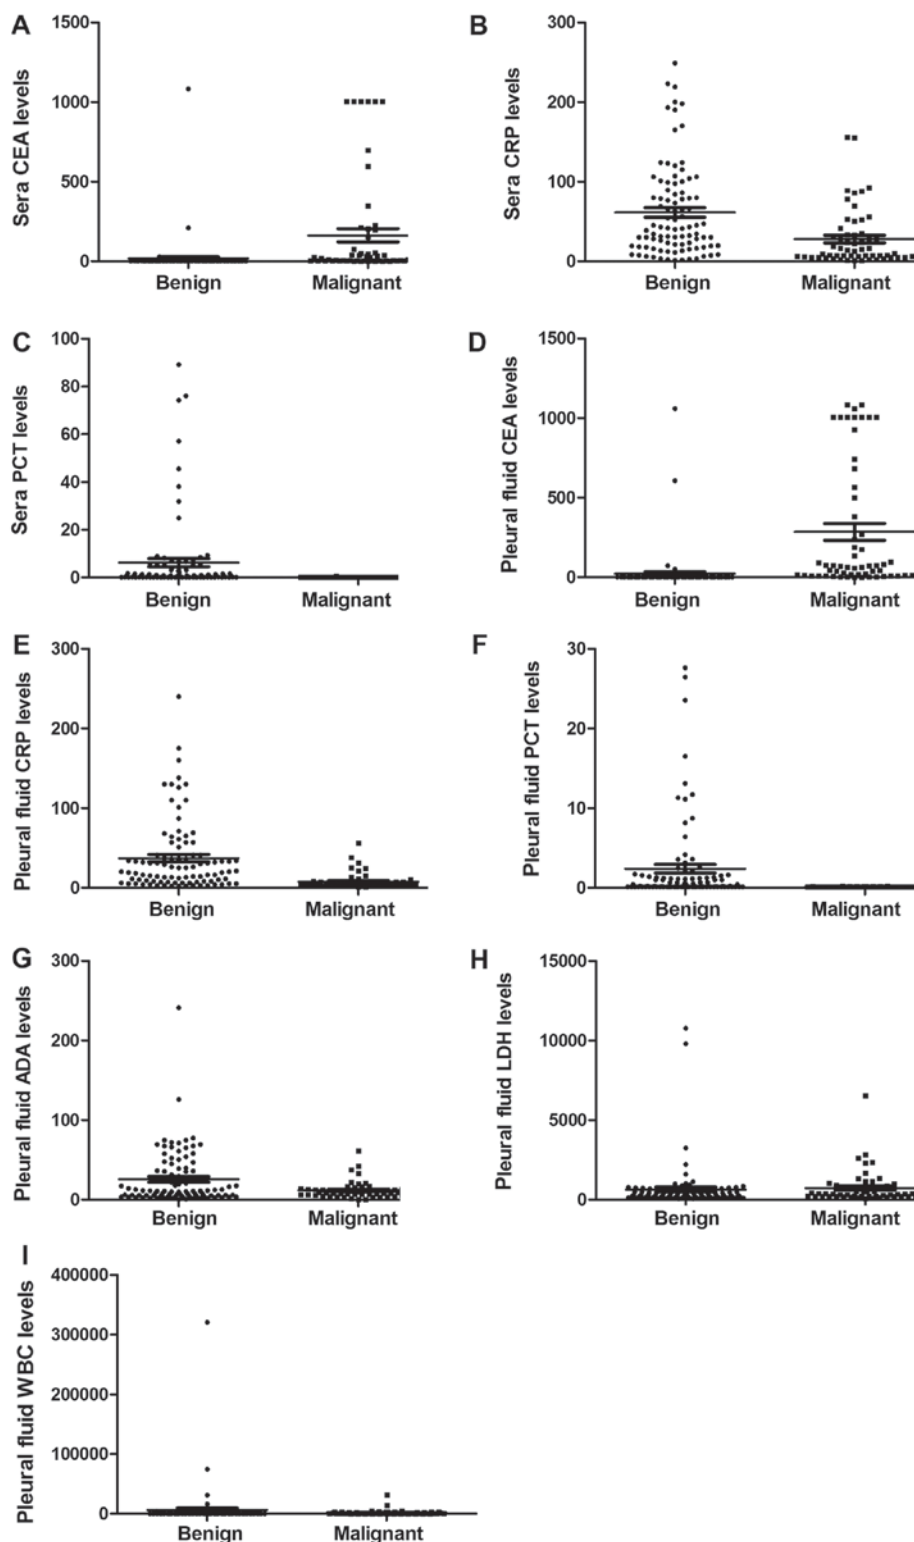 A
Sera CEA levels
1500
1000
500
0
Benign Malignant
B
Sera CRP levels
300
200
100
0
Benign Malignant
C
Sera PCT levels
100
80
60
40
20
0
Benign Malignant
D
Pleural fluid CEA levels
1500
1000
500
0
Benign Malignant
E
Pleural fluid CRP levels
300
200
100
0
Benign Malignant
F
Pleural fluid PCT levels
30
20
10
0
Benign Malignant
G
Pleural fluid ADA levels
300
200
100
0
Benign Malignant
H
Pleural fluid LDH levels
15000
10000
5000
0
Benign Malignant
I
Pleural fluid WBC levels
400000
300000
200000
100000
0
Benign Malignant